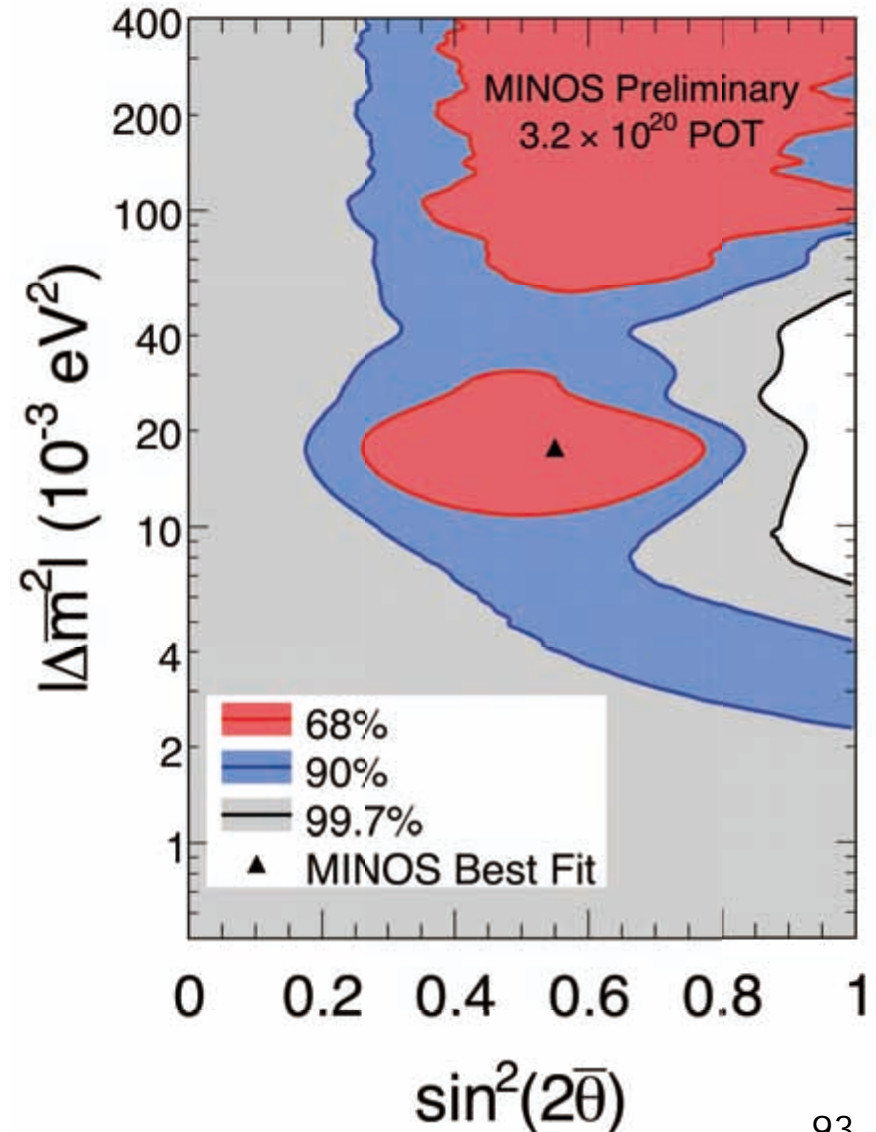 400
200
100
40
20
10
4
2
1
|Δm̅²| (10⁻³ eV²)
MINOS Preliminary
3.2 × 10²⁰ POT
68%
90%
99.7%
MINOS Best Fit
0 0.2 0.4 0.6 0.8 1
sin²(2θ̅)
93